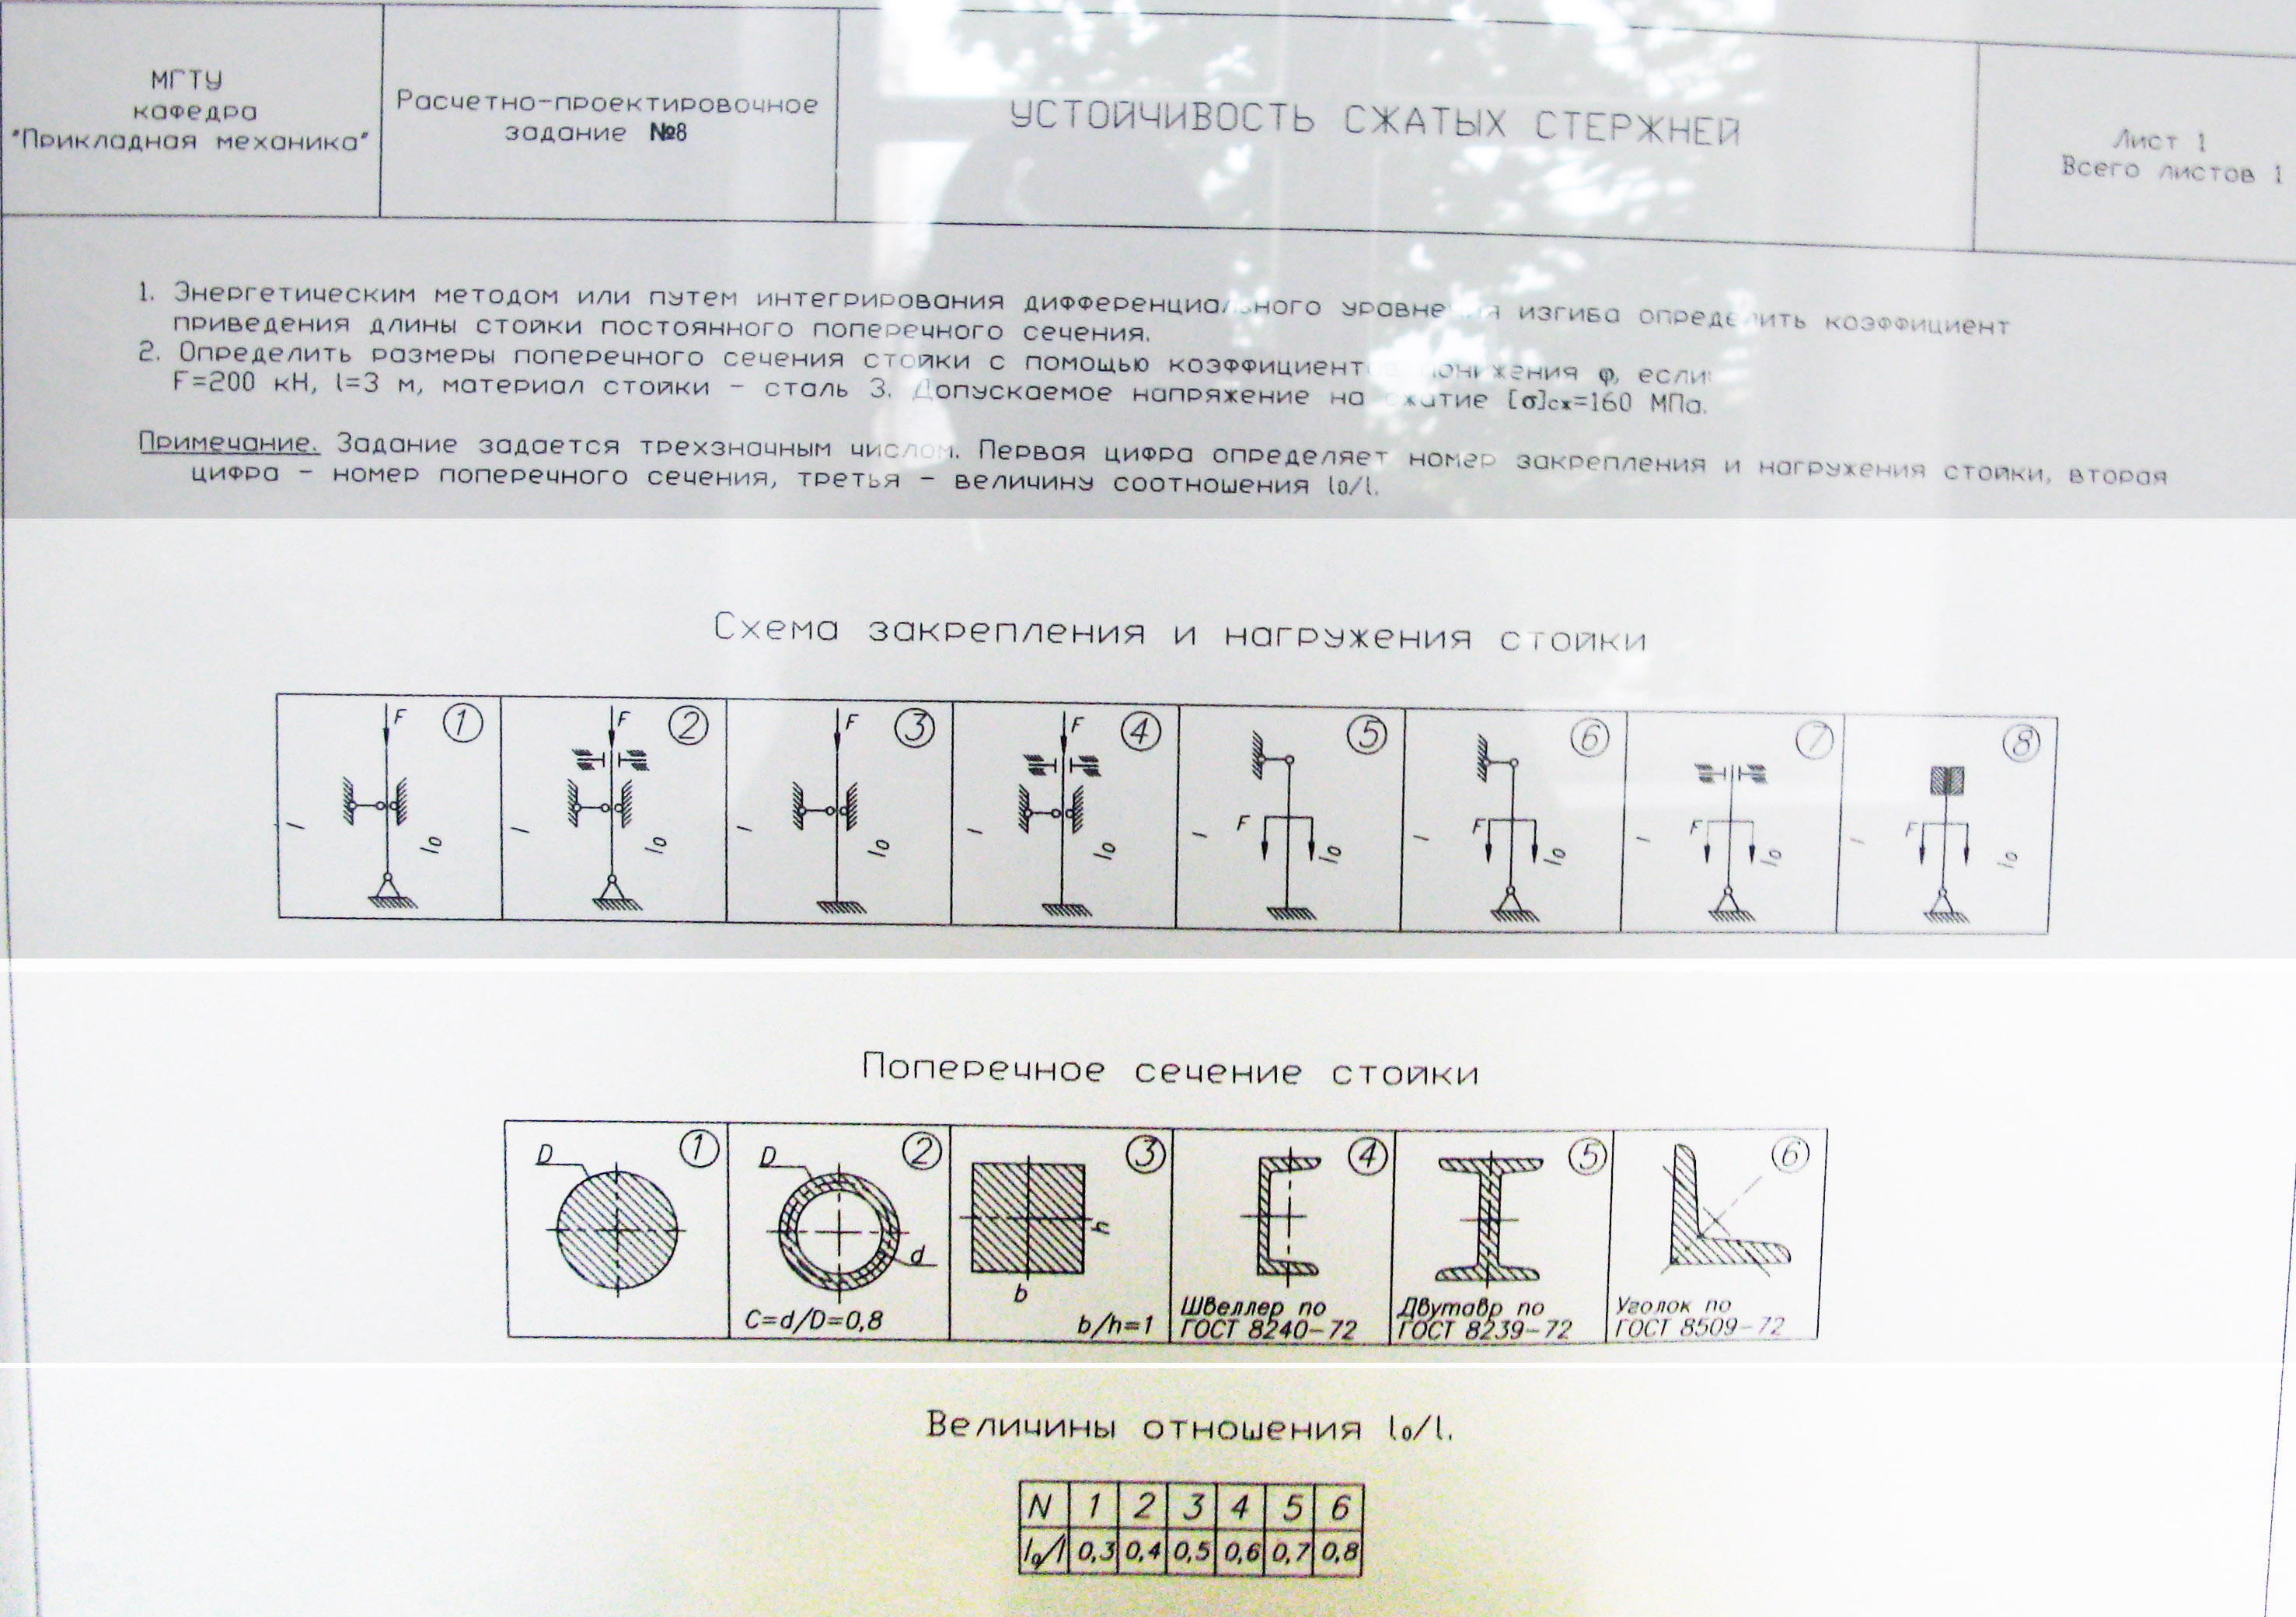 МГТУ
кафедра
"Прикладная механика"
Расчетно-проектировочное
задание №8
УСТОЙЧИВОСТЬ СЖАТЫХ СТЕРЖНЕЙ
Лист 1
Всего листов 1
1. Энергетическим методом или путем интегрирования дифференциального уравнения изгиба определить коэффициент
приведения длины стойки постоянного поперечного сечения.
2. Определить размеры поперечного сечения стойки с помощью коэффициентов понижения φ, если:
F=200 кН, l=3 м, материал стойки - сталь 3. Допускаемое напряжение на сжатие [σ]сж=160 МПа.
Примечание. Задание задается трехзначным числом. Первая цифра определяет номер закрепления и нагружения стойки, вторая
цифра - номер поперечного сечения, третья - величину соотношения l₀/l.
Схема закрепления и нагружения стойки
F 1 l l₀
F 2 l l₀
F 3 l l₀
F 4 l l₀
5 F l l₀
6 F l l₀
7 F l l₀
8 F l l₀
Поперечное сечение стойки
D 1
D 2 d
C=d/D=0,8
3 h
b
b/h=1
4
Швеллер по
ГОСТ 8240-72
5
Двутавр по
ГОСТ 8239-72
6
Уголок по
ГОСТ 8509-72
Величины отношения l₀/l.
N 1 2 3 4 5 6
l₀/l 0,3 0,4 0,5 0,6 0,7 0,8